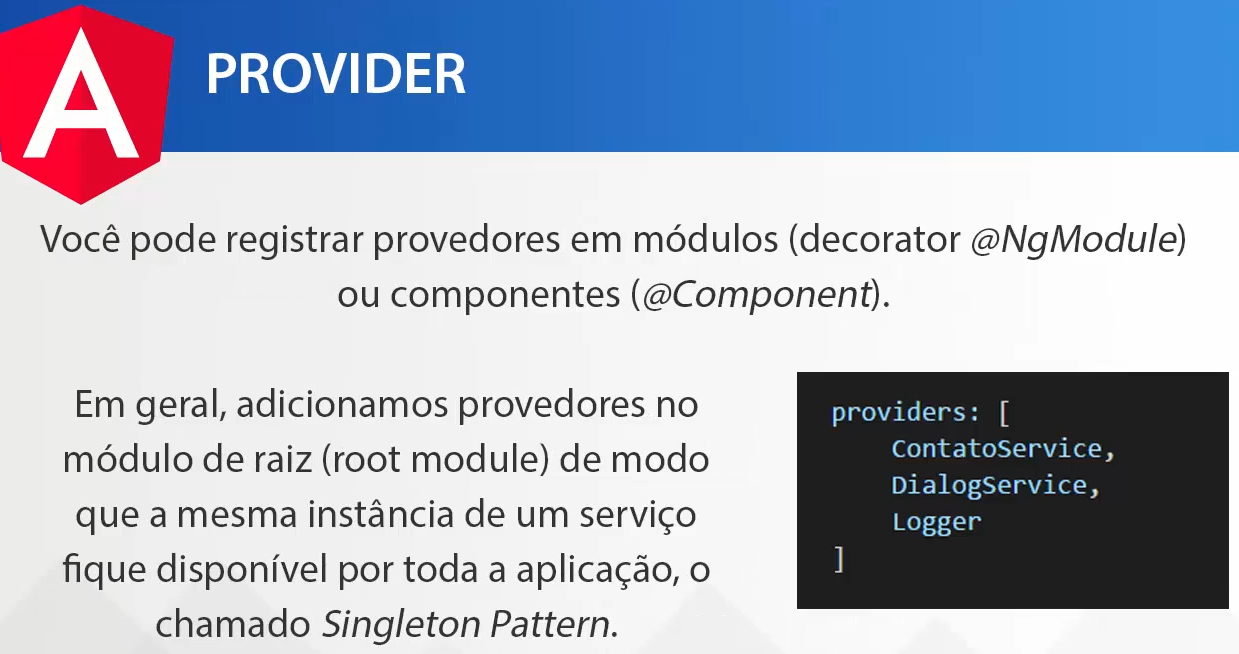 PROVIDER
Você pode registrar provedores em módulos (decorator @NgModule)
ou componentes (@Component).
Em geral, adicionamos provedores no
módulo de raiz (root module) de modo
que a mesma instância de um serviço
fique disponível por toda a aplicação, o
chamado Singleton Pattern.
providers: [
    ContatoService,
    DialogService,
    Logger
]